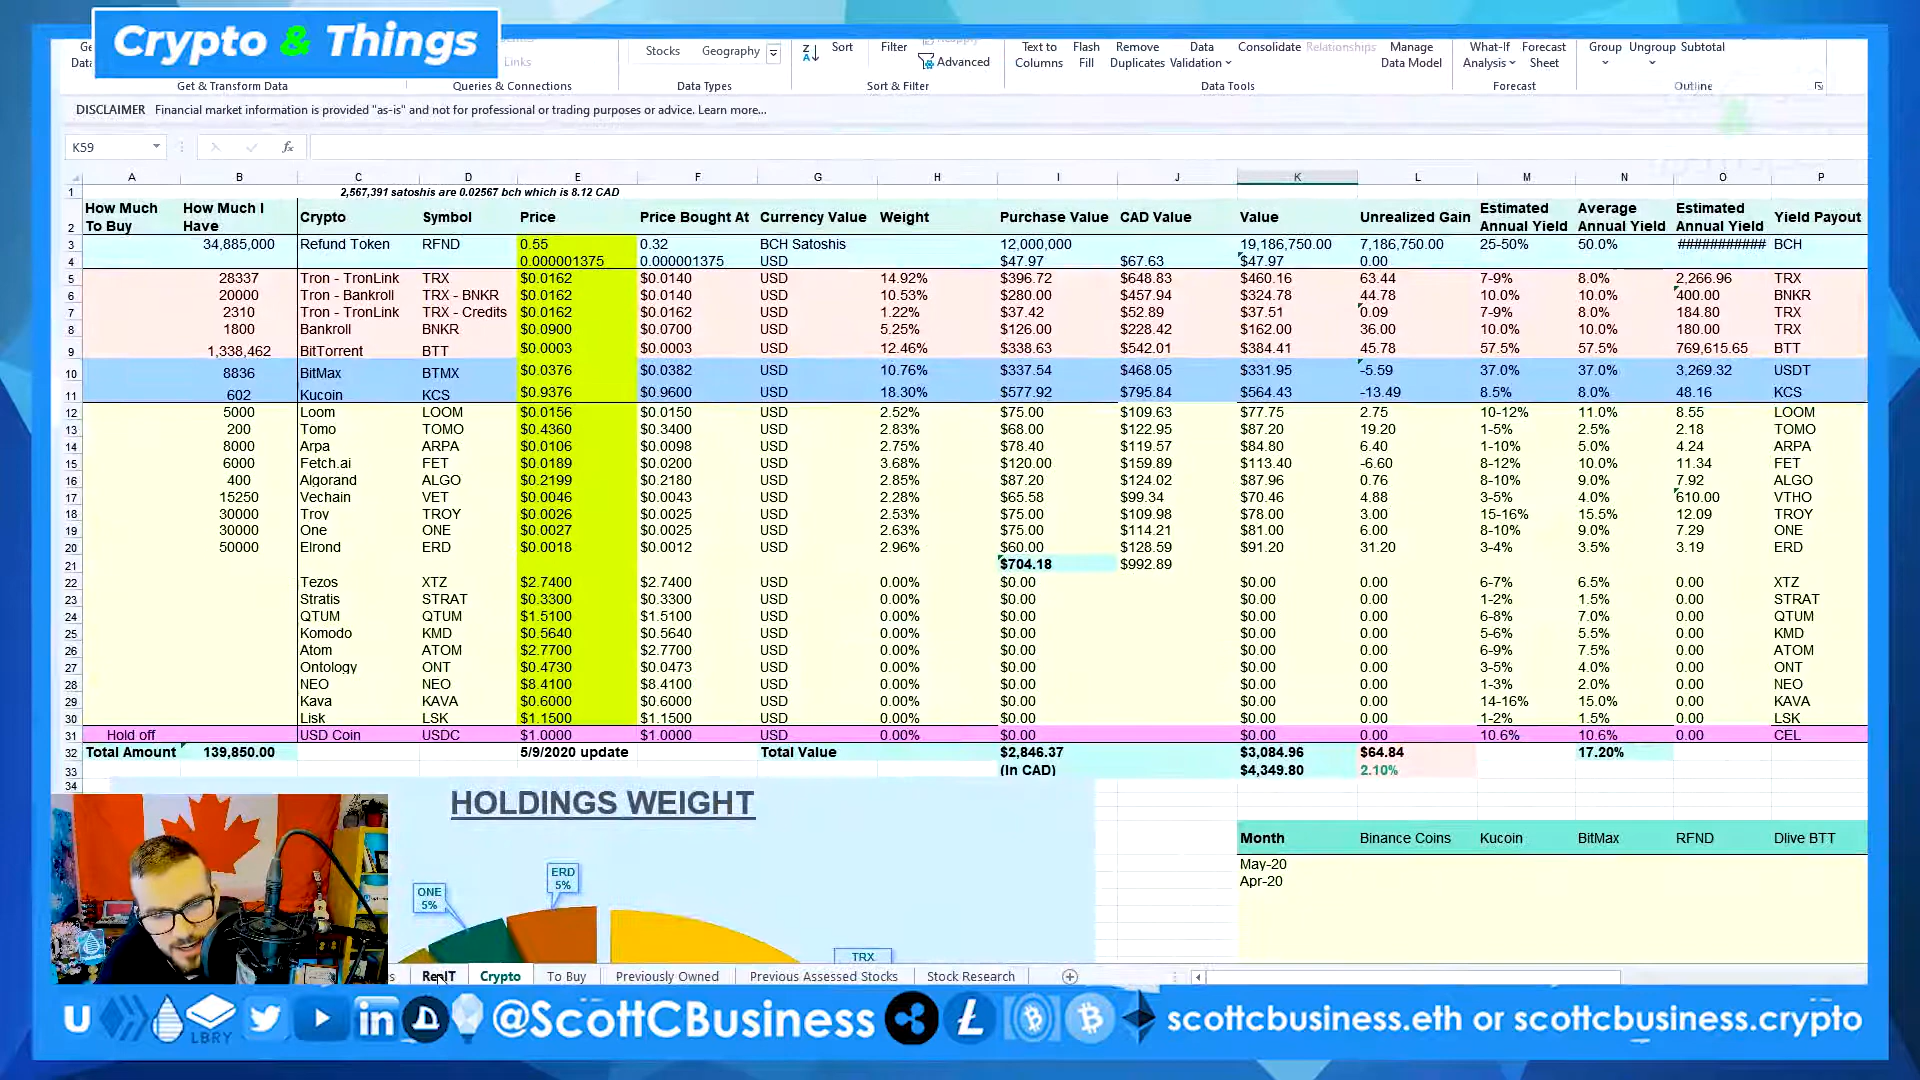 Crypto & Things
Stocks Geography Sort Filter Advanced
Links
Text to Columns Flash Fill Remove Duplicates Data Validation Consolidate Relationships Manage Data Model What-If Analysis Forecast Sheet Group Ungroup Subtotal
Get & Transform Data Queries & Connections Data Types Sort & Filter Data Tools Forecast Outline
DISCLAIMER Financial market information is provided "as-is" and not for professional or trading purposes or advice. Learn more...
K59 fx
A B C D E F G H I J K L M N O P
1 2,567,391 satoshis are 0.02567 bch which is 8.12 CAD
2 How Much To Buy How Much I Have Crypto Symbol Price Price Bought At Currency Value Weight Purchase Value CAD Value Value Unrealized Gain Estimated Annual Yield Average Annual Yield Estimated Annual Yield Yield Payout
3 34,885,000 Refund Token RFND 0.55 0.32 BCH Satoshis 12,000,000 19,186,750.00 7,186,750.00 25-50% 50.0% ########### BCH
4 0.000001375 0.000001375 USD $47.97 $67.63 $47.97 0.00
5 28337 Tron - TronLink TRX $0.0162 $0.0140 USD 14.92% $396.72 $648.83 $460.16 63.44 7-9% 8.0% 2,266.96 TRX
6 20000 Tron - Bankroll TRX - BNKR $0.0162 $0.0140 USD 10.53% $280.00 $457.94 $324.78 44.78 10.0% 10.0% 400.00 BNKR
7 2310 Tron - TronLink TRX - Credits $0.0162 $0.0162 USD 1.22% $37.42 $52.89 $37.51 0.09 7-9% 8.0% 184.80 TRX
8 1800 Bankroll BNKR $0.0900 $0.0700 USD 5.25% $126.00 $228.42 $162.00 36.00 10.0% 10.0% 180.00 TRX
9 1,338,462 BitTorrent BTT $0.0003 $0.0003 USD 12.46% $338.63 $542.01 $384.41 45.78 57.5% 57.5% 769,615.65 BTT
10 8836 BitMax BTMX $0.0376 $0.0382 USD 10.76% $337.54 $468.05 $331.95 -5.59 37.0% 37.0% 3,269.32 USDT
11 602 Kucoin KCS $0.9376 $0.9600 USD 18.30% $577.92 $795.84 $564.43 -13.49 8.5% 8.0% 48.16 KCS
12 5000 Loom LOOM $0.0156 $0.0150 USD 2.52% $75.00 $109.63 $77.75 2.75 10-12% 11.0% 8.55 LOOM
13 200 Tomo TOMO $0.4360 $0.3400 USD 2.83% $68.00 $122.95 $87.20 19.20 1-5% 2.5% 2.18 TOMO
14 8000 Arpa ARPA $0.0106 $0.0098 USD 2.75% $78.40 $119.57 $84.80 6.40 1-10% 5.0% 4.24 ARPA
15 6000 Fetch.ai FET $0.0189 $0.0200 USD 3.68% $120.00 $159.89 $113.40 -6.60 8-12% 10.0% 11.34 FET
16 400 Algorand ALGO $0.2199 $0.2180 USD 2.85% $87.20 $124.02 $87.96 0.76 8-10% 9.0% 7.92 ALGO
17 15250 Vechain VET $0.0046 $0.0043 USD 2.28% $65.58 $99.34 $70.46 4.88 3-5% 4.0% 610.00 VTHO
18 30000 Troy TROY $0.0026 $0.0025 USD 2.53% $75.00 $109.98 $78.00 3.00 15-16% 15.5% 12.09 TROY
19 30000 One ONE $0.0027 $0.0025 USD 2.63% $75.00 $114.21 $81.00 6.00 8-10% 9.0% 7.29 ONE
20 50000 Elrond ERD $0.0018 $0.0012 USD 2.96% $60.00 $128.59 $91.20 31.20 3-4% 3.5% 3.19 ERD
21 $704.18 $992.89
22 Tezos XTZ $2.7400 $2.7400 USD 0.00% $0.00 $0.00 0.00 6-7% 6.5% 0.00 XTZ
23 Stratis STRAT $0.3300 $0.3300 USD 0.00% $0.00 $0.00 0.00 1-2% 1.5% 0.00 STRAT
24 QTUM QTUM $1.5100 $1.5100 USD 0.00% $0.00 $0.00 0.00 6-8% 7.0% 0.00 QTUM
25 Komodo KMD $0.5640 $0.5640 USD 0.00% $0.00 $0.00 0.00 5-6% 5.5% 0.00 KMD
26 Atom ATOM $2.7700 $2.7700 USD 0.00% $0.00 $0.00 0.00 6-9% 7.5% 0.00 ATOM
27 Ontology ONT $0.4730 $0.0473 USD 0.00% $0.00 $0.00 0.00 3-5% 4.0% 0.00 ONT
28 NEO NEO $8.4100 $8.4100 USD 0.00% $0.00 $0.00 0.00 1-3% 2.0% 0.00 NEO
29 Kava KAVA $0.6000 $0.6000 USD 0.00% $0.00 $0.00 0.00 14-16% 15.0% 0.00 KAVA
30 Lisk LSK $1.1500 $1.1500 USD 0.00% $0.00 $0.00 0.00 1-2% 1.5% 0.00 LSK
31 Hold off USD Coin USDC $1.0000 $1.0000 USD 0.00% $0.00 $0.00 0.00 10.6% 10.6% 0.00 CEL
32 Total Amount 139,850.00 5/9/2020 update Total Value $2,846.37 $3,084.96 $64.84 17.20%
33 (In CAD) $4,349.80 2.10%
34
HOLDINGS WEIGHT
Month Binance Coins Kucoin BitMax RFND Dlive BTT
May-20
Apr-20
ERD
5%
ONE
5%
TRX
Crypto To Buy Previously Owned Previous Assessed Stocks Stock Research
LBRY @ScottCBusiness scottcbusiness.eth or scottcbusiness.crypto